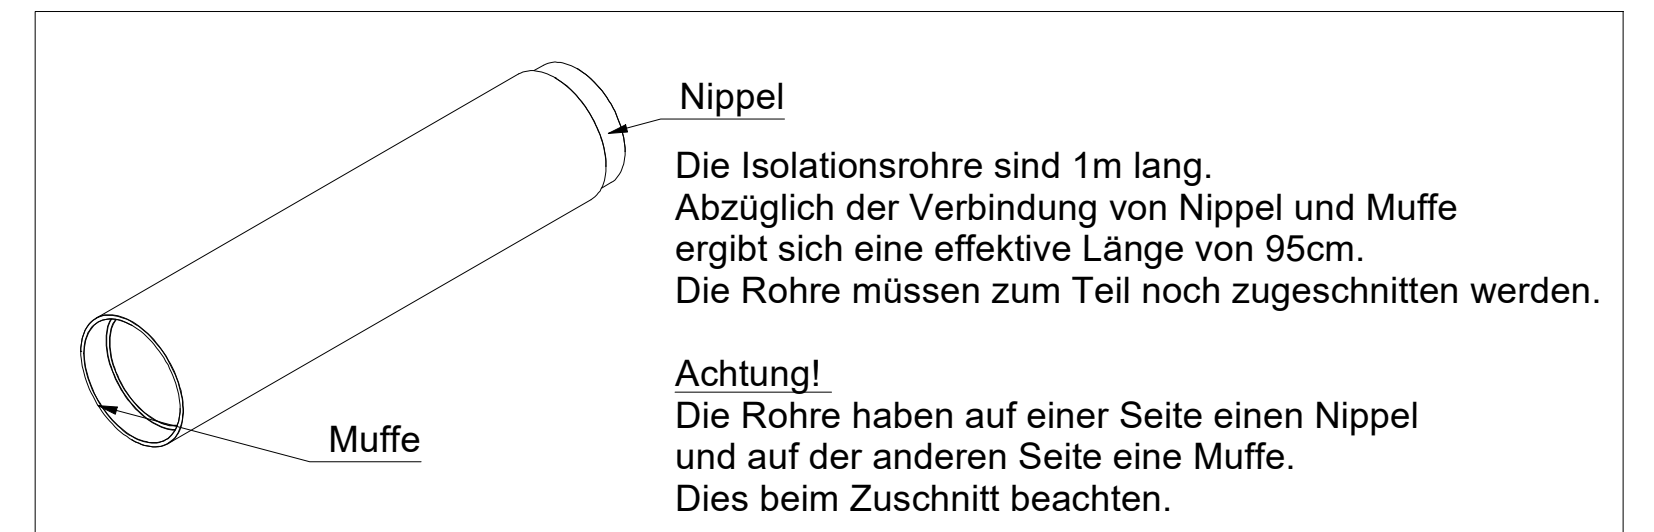 Nippel
Die Isolationsrohre sind 1m lang.
Abzüglich der Verbindung von Nippel und Muffe
ergibt sich eine effektive Länge von 95cm.
Die Rohre müssen zum Teil noch zugeschnitten werden.
Achtung!
Die Rohre haben auf einer Seite einen Nippel
und auf der anderen Seite eine Muffe.
Dies beim Zuschnitt beachten.
Muffe